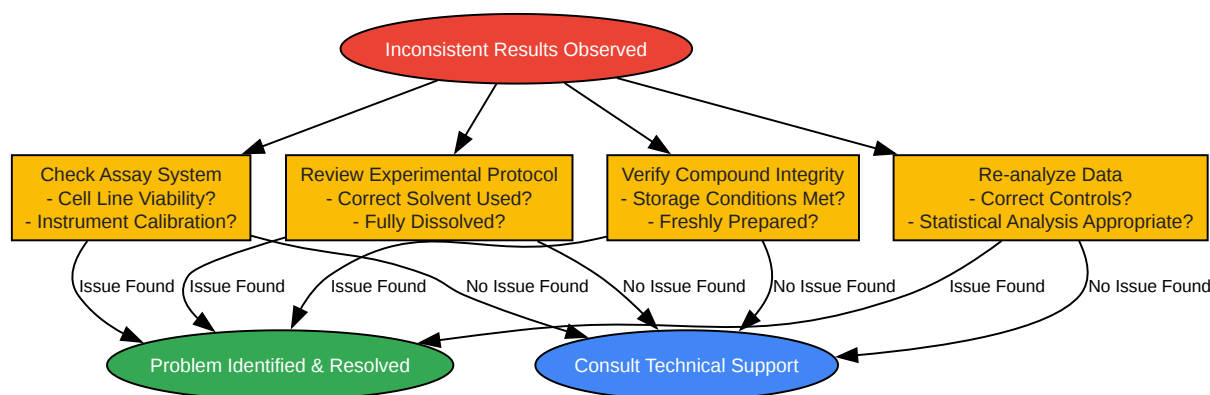 Inconsistent Results Observed
Check Assay System
- Cell Line Viability?
- Instrument Calibration?
Review Experimental Protocol
- Correct Solvent Used?
- Fully Dissolved?
Verify Compound Integrity
- Storage Conditions Met?
- Freshly Prepared?
Re-analyze Data
- Correct Controls?
- Statistical Analysis Appropriate?
Issue Found
Issue Found
Issue Found
No Issue Found
No Issue Found
No Issue Found
Issue Found
No Issue Found
Problem Identified & Resolved
Consult Technical Support